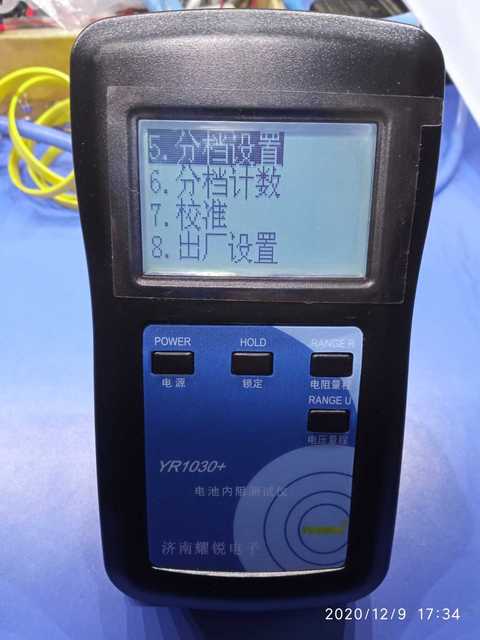 5.分档设置
6.分档计数
7.校准
8.出厂设置
POWER HOLD RANGE R
电源 锁定 电阻量程
RANGE U
电压量程
YR1030+
电池内阻测试仪
济南耀锐电子
2020/12/9 17:34